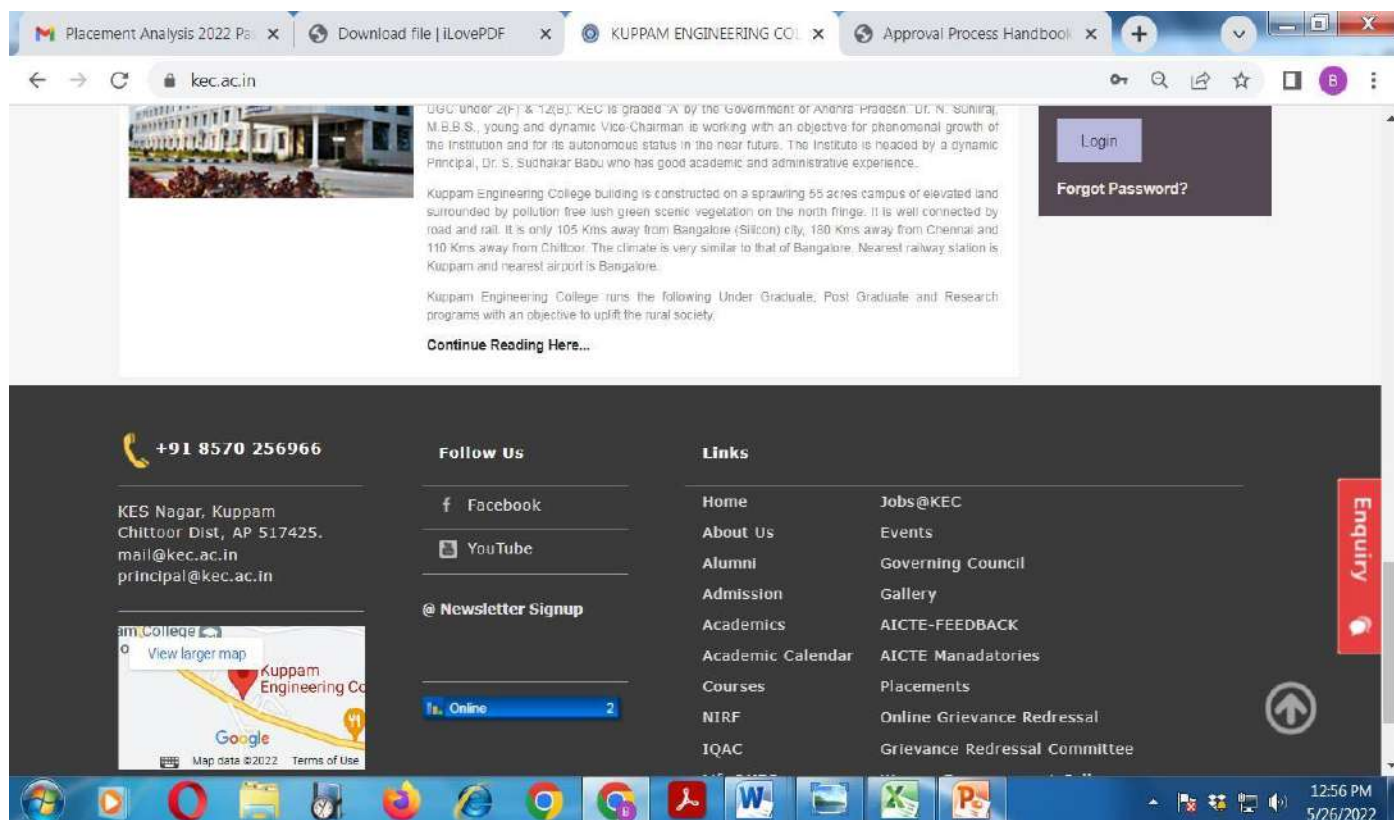 Placement Analysis 2022 Pa
Download file | iLovePDF
KUPPAM ENGINEERING COL
Approval Process Handbook
kec.ac.in
B
UGC under 2(F) & 12(B). KEC is graded 'A' by the Government of Andhra Pradesh. Dr. N. Sunilraj,
M.B.B.S., young and dynamic Vice-Chairman is working with an objective for phenomenal growth of
the Institution and for its autonomous status in the near future. The Institute is headed by a dynamic
Principal, Dr. S. Sudhakar Babu who has good academic and administrative experience.
Kuppam Engineering College building is constructed on a sprawling 55 acres campus of elevated land
surrounded by pollution free lush green scenic vegetation on the north fringe. It is well connected by
road and rail. It is only 105 Kms away from Bangalore (Silicon) city, 180 Kms away from Chennai and
110 Kms away from Chittoor. The climate is very similar to that of Bangalore. Nearest railway station is
Kuppam and nearest airport is Bangalore.
Kuppam Engineering College runs the following Under Graduate, Post Graduate and Research
programs with an objective to uplift the rural society.
Continue Reading Here...
Login
Forgot Password?
+91 8570 256966
KES Nagar, Kuppam
Chittoor Dist, AP 517425.
mail@kec.ac.in
principal@kec.ac.in
am College
View larger map
Kuppam
Engineering Co
Google
Map data ©2022 Terms of Use
Follow Us
Facebook
YouTube
@ Newsletter Signup
Online 2
Links
Home
About Us
Alumni
Admission
Academics
Academic Calendar
Courses
NIRF
IQAC
Jobs@KEC
Events
Governing Council
Gallery
AICTE-FEEDBACK
AICTE Manadatories
Placements
Online Grievance Redressal
Grievance Redressal Committee
Enquiry
12:56 PM
5/26/2022